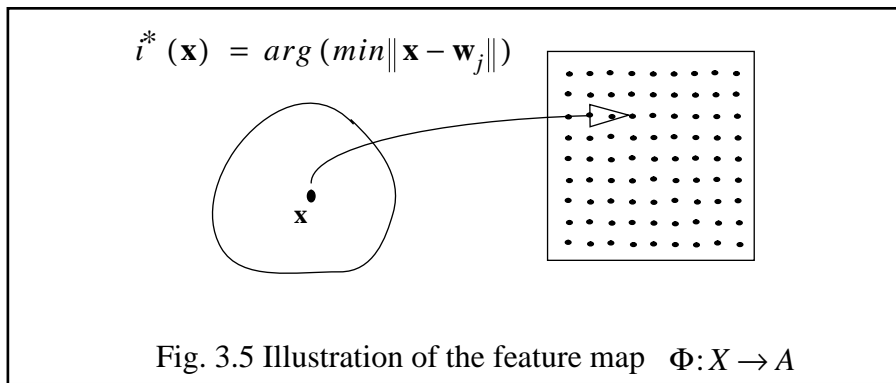 i* (x) = arg (min||x – w_j||)
x
Fig. 3.5 Illustration of the feature map Φ: X → A